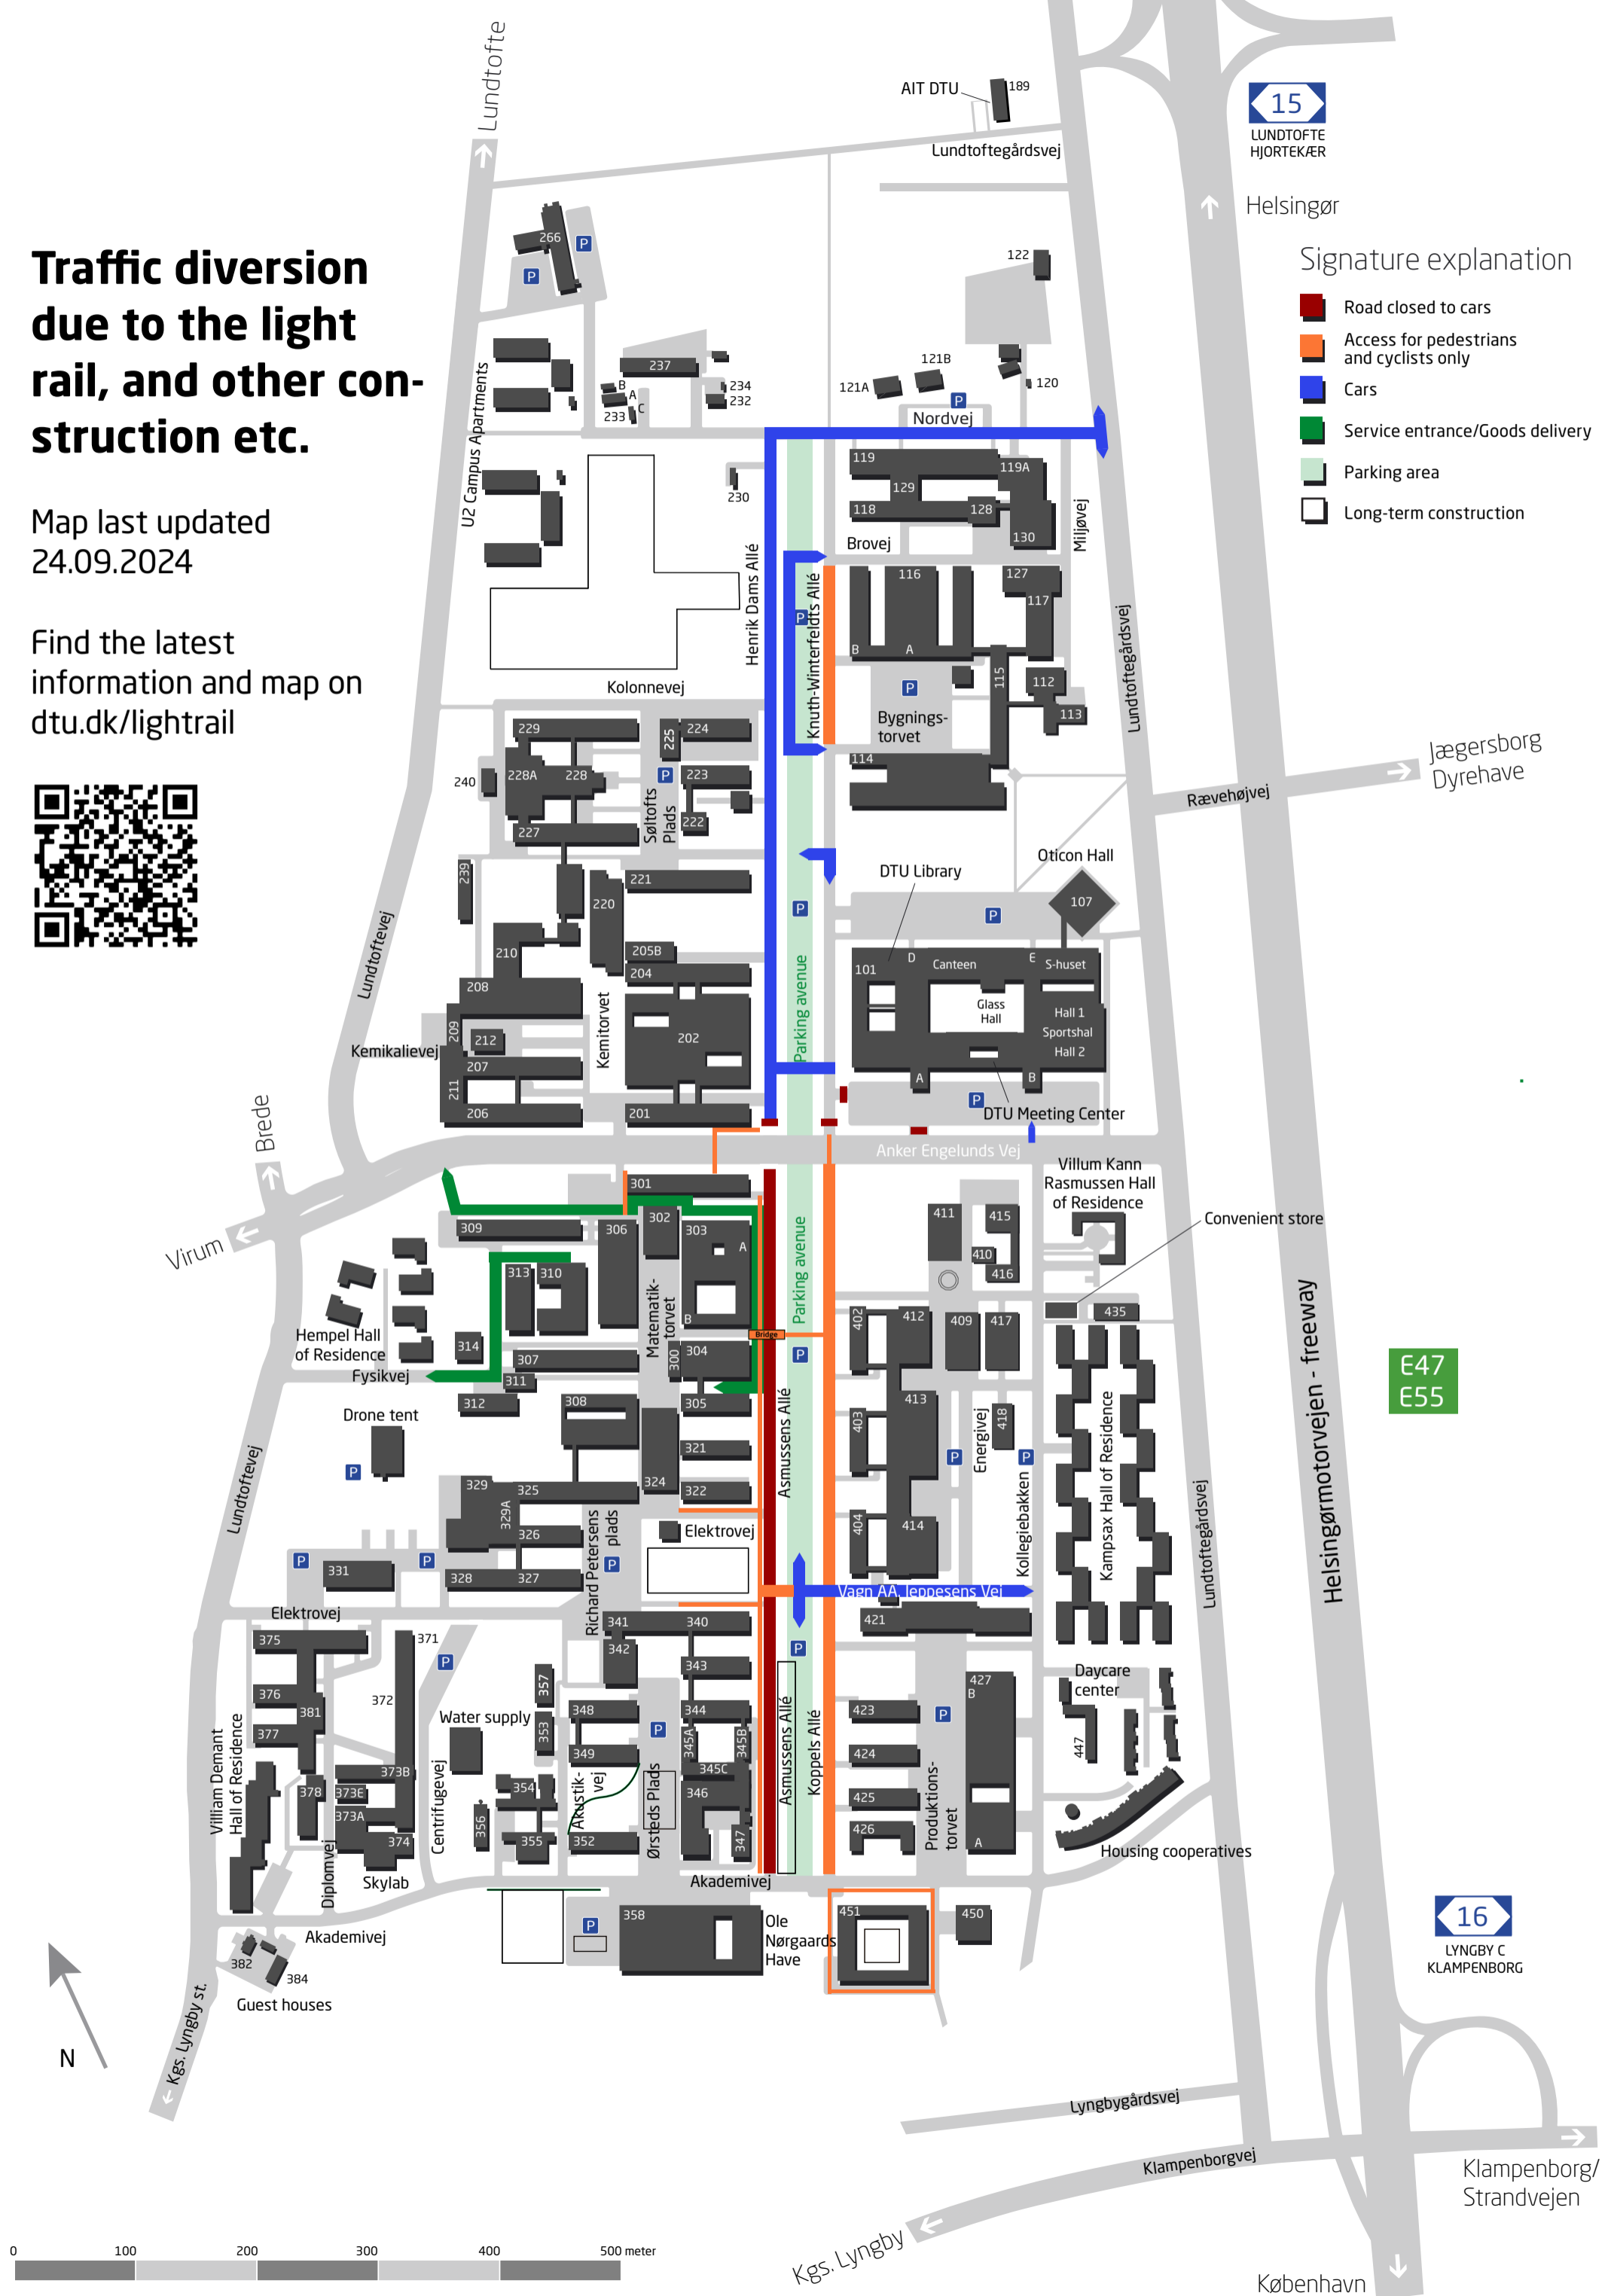 Traffic diversion
due to the light
rail, and other con-
struction etc.
Map last updated
24.09.2024
Find the latest
information and map on
dtu.dk/lightrail
Lundtofte
AIT DTU
189
Lundtoftegårdsvej
15
LUNDTOFTE
HJORTEKÆR
Helsingør
Signature explanation
Road closed to cars
Access for pedestrians
and cyclists only
Cars
Service entrance/Goods delivery
Parking area
Long-term construction
266
P
P
122
U2 Campus Apartments
237
B
A
C
233
234
232
121A
121B
120
P
Nordvej
230
119
119A
129
118
128
130
Miljøvej
Brovej
Henrik Dams Allé
Knuth-Winterfeldts Allé
P
116
B
A
127
117
115
112
113
P
Bygnings-
torvet
114
Lundtoftegårdsvej
Kolonnevej
229
225
224
240
228A
228
P
223
222
Søltofts
Plads
227
Jægersborg
Dyrehave
Rævehøjvej
239
221
220
210
205B
204
208
209
212
202
Kemitorvet
Kemikalievej
207
211
206
201
Lundtoftevej
P
Parking avenue
DTU Library
Oticon Hall
P
107
101
D
Canteen
E
S-huset
Glass
Hall
Hall 1
Sportshal
Hall 2
A
B
P
DTU Meeting Center
Anker Engelunds Vej
Brede
Virum
301
309
306
302
303
A
B
313
310
Matematik-
torvet
Bridge
314
307
300
304
Hempel Hall
of Residence
Fysikvej
311
312
308
305
Drone tent
P
321
324
322
329
329A
325
326
Richard Petersens
plads
P
Elektrovej
328
327
P
331
P
Lundtoftevej
Parking avenue
P
Asmussens Allé
Villum Kann
Rasmussen Hall
of Residence
Convenient store
411
415
410
416
435
402
412
409
417
403
413
418
Energivej
P
P
404
414
Kollegiebakken
Kampsax Hall of Residence
Lundtoftegårdsvej
Helsingørmotorvejen - freeway
E47
E55
Vagn AA. Jeppesens Vej
421
P
Elektrovej
375
371
376
372
381
377
P
Villiam Demant
Hall of Residence
378
373B
373E
373A
374
Diplomvej
Skylab
Centrifugevej
Water supply
357
353
354
356
355
341
340
342
343
348
P
344
349
345A
345B
345C
346
Akustik-
vej
352
Ørsteds Plads
347
Asmussens Allé
Koppels Allé
423
424
425
426
P
Produktions-
torvet
427
B
A
Daycare
center
447
Housing cooperatives
Akademivej
Akademivej
P
358
Ole
Nørgaards
Have
451
450
382
384
Guest houses
Kgs. Lyngby st.
N
16
LYNGBY C
KLAMPENBORG
Lyngbygårdsvej
Klampenborgvej
Klampenborg/
Strandvejen
Kgs. Lyngby
København
0
100
200
300
400
500 meter